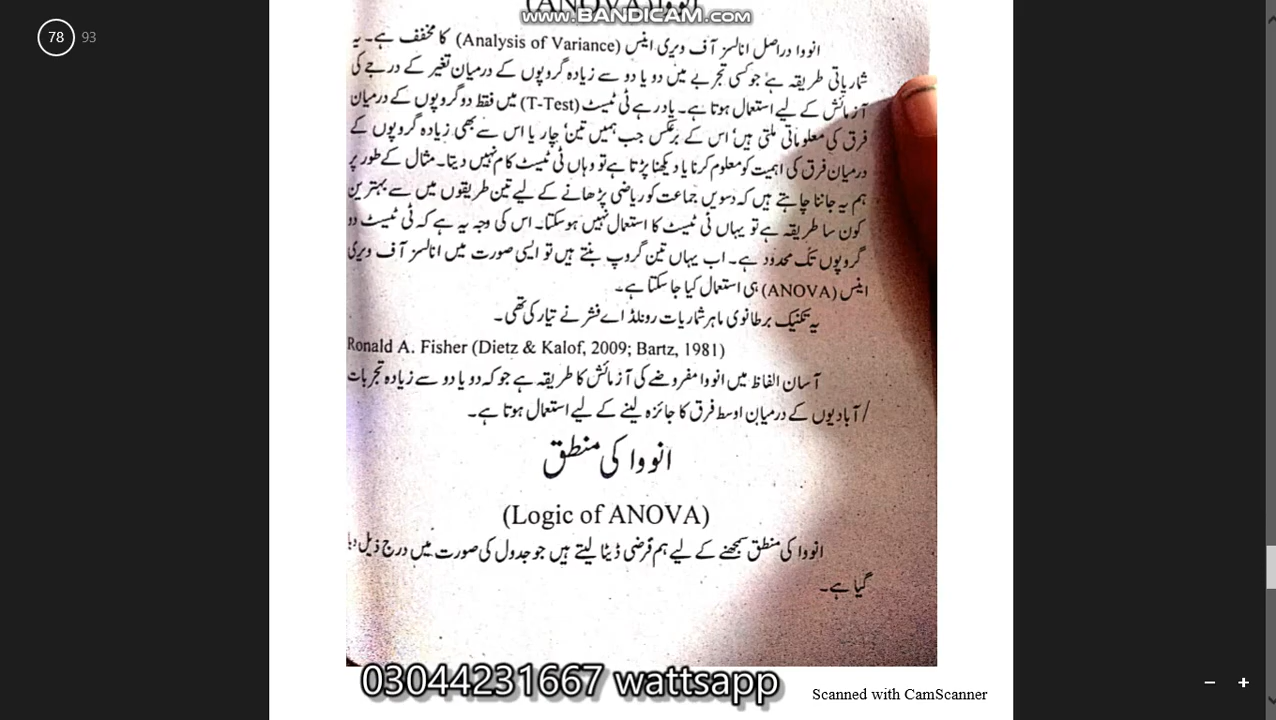 78 93
WWW.BANDICAM.COM
(ANOVA)
انووا دراصل انالسز آف ویری اینس (Analysis of Variance) کا مخفف ہے۔ یہ
شماریاتی طریقہ ہے جو کسی تجربے میں دو یا دو سے زیادہ گروپوں کے درمیان تغیر کے درجے کی
آزمائش کے لیے استعمال ہوتا ہے۔ یاد رہے ٹی ٹیسٹ (T-Test) میں فقط دو گروپوں کے درمیان
فرق کی معلوماتی ملتی ہیں' اس کے برعکس جب ہمیں تین' چار یا اس سے بھی زیادہ گروپوں کے
درمیان فرق کی اہمیت کو معلوم کرنا یا دیکھنا پڑتا ہے تو وہاں ٹی ٹیسٹ کام نہیں دیتا۔ مثال کے طور پر
ہم یہ جاننا چاہتے ہیں کہ دسویں جماعت کو ریاضی پڑھانے کے لیے تین طریقوں میں سے بہترین
کون سا طریقہ ہے تو یہاں ٹی ٹیسٹ کا استعمال نہیں ہو سکتا۔ اس کی وجہ یہ ہے کہ ٹی ٹیسٹ دو
گروپوں تک محدود ہے۔ اب یہاں تین گروپ بنتے ہیں تو ایسی صورت میں انالسز آف ویری
اینس (ANOVA) ہی استعمال کیا جا سکتا ہے۔
یہ تکنیک برطانوی ماہر شماریات رونلڈ اے فشر نے تیار کی تھی۔
Ronald A. Fisher (Dietz & Kalof, 2009; Bartz, 1981)
آسان الفاظ میں انووا مفروضے کی آزمائش کا طریقہ ہے جو کہ دو یا دو سے زیادہ تجربات
/آبادیوں کے درمیان اوسط فرق کا جائزہ لینے کے لیے استعمال ہوتا ہے۔
انووا کی منطق
(Logic of ANOVA)
انووا کی منطق سمجھنے کے لیے ہم فرضی ڈیٹا لیتے ہیں جو جدول کی صورت میں درج ذیل دیا
گیا ہے۔
03044231667 wattsapp
Scanned with CamScanner